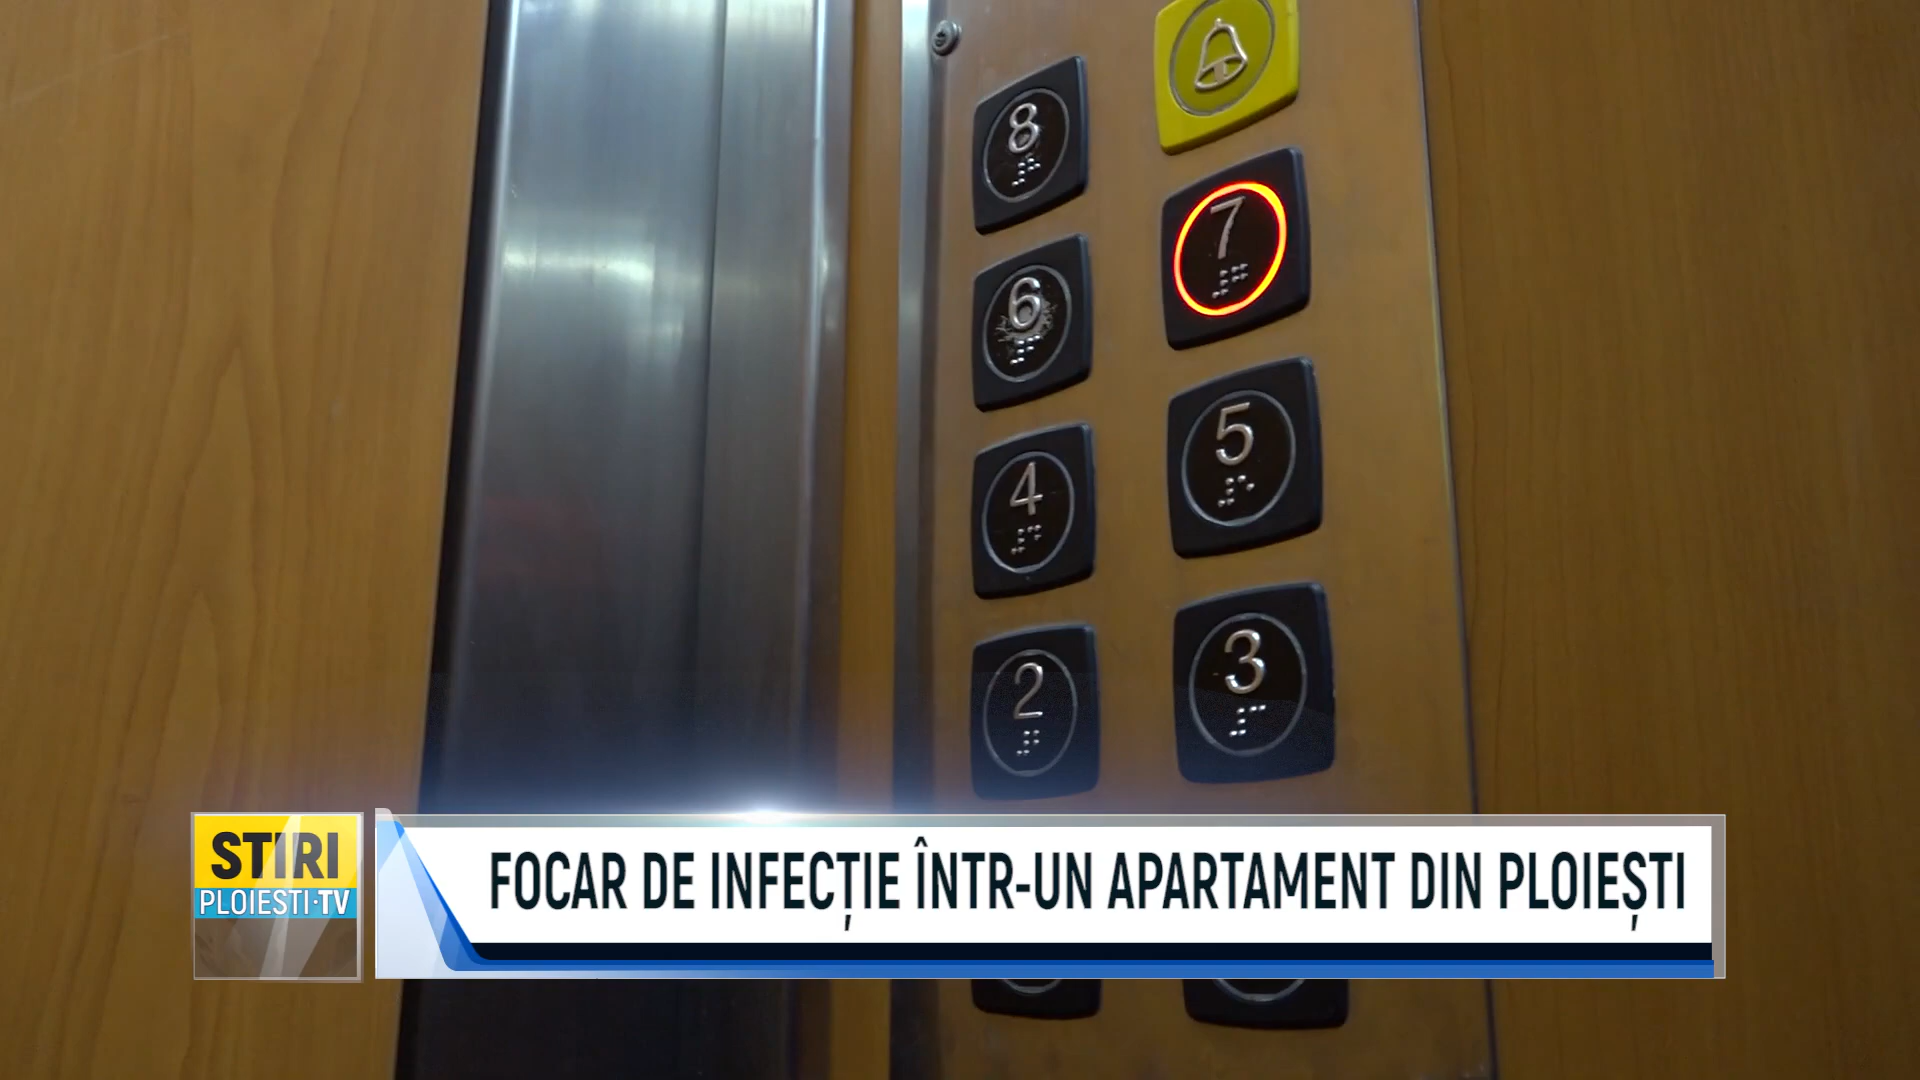 8
7
6
5
4
3
2
STIRI
PLOIESTI·TV
FOCAR DE INFECȚIE ÎNTR-UN APARTAMENT DIN PLOIEȘTI